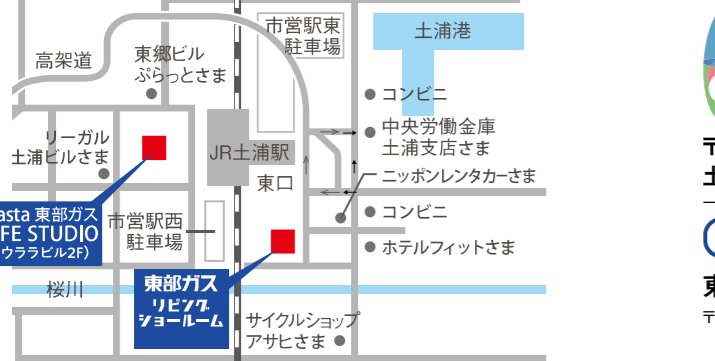 市営駅東
駐車場
土浦港
高架道
東郷ビル
ぷらっとさま
コンビニ
中央労働金庫
土浦支店さま
リーガル
土浦ビルさま
JR土浦駅
東口
ニッポンレンタカーさま
コンビニ
asta 東部ガス
FE STUDIO
ウララビル2F)
市営駅西
駐車場
ホテルフィットさま
東部ガス
リビング
ショールーム
桜川
サイクルショップ
アサヒさま
〒
土
東
〒